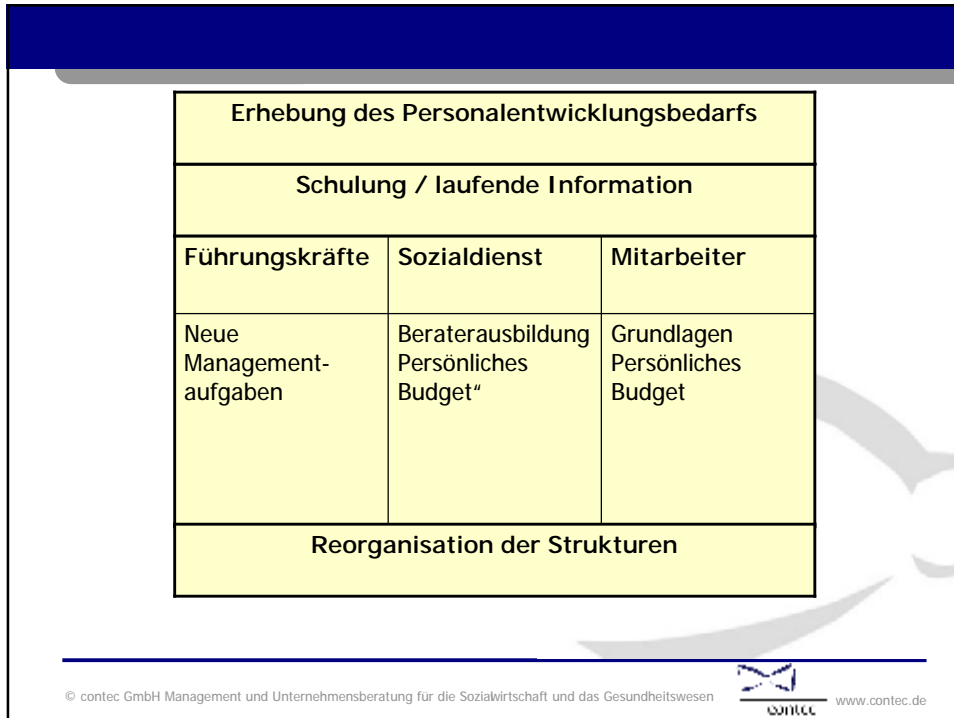 Erhebung des Personalentwicklungsbedarfs
Schulung / laufende Information
Führungskräfte
Sozialdienst
Mitarbeiter
Neue
Management-
aufgaben
Beraterausbildung
Persönliches
Budget“
Grundlagen
Persönliches
Budget
Reorganisation der Strukturen
© contec GmbH Management und Unternehmensberatung für die Sozialwirtschaft und das Gesundheitswesen
contec
www.contec.de